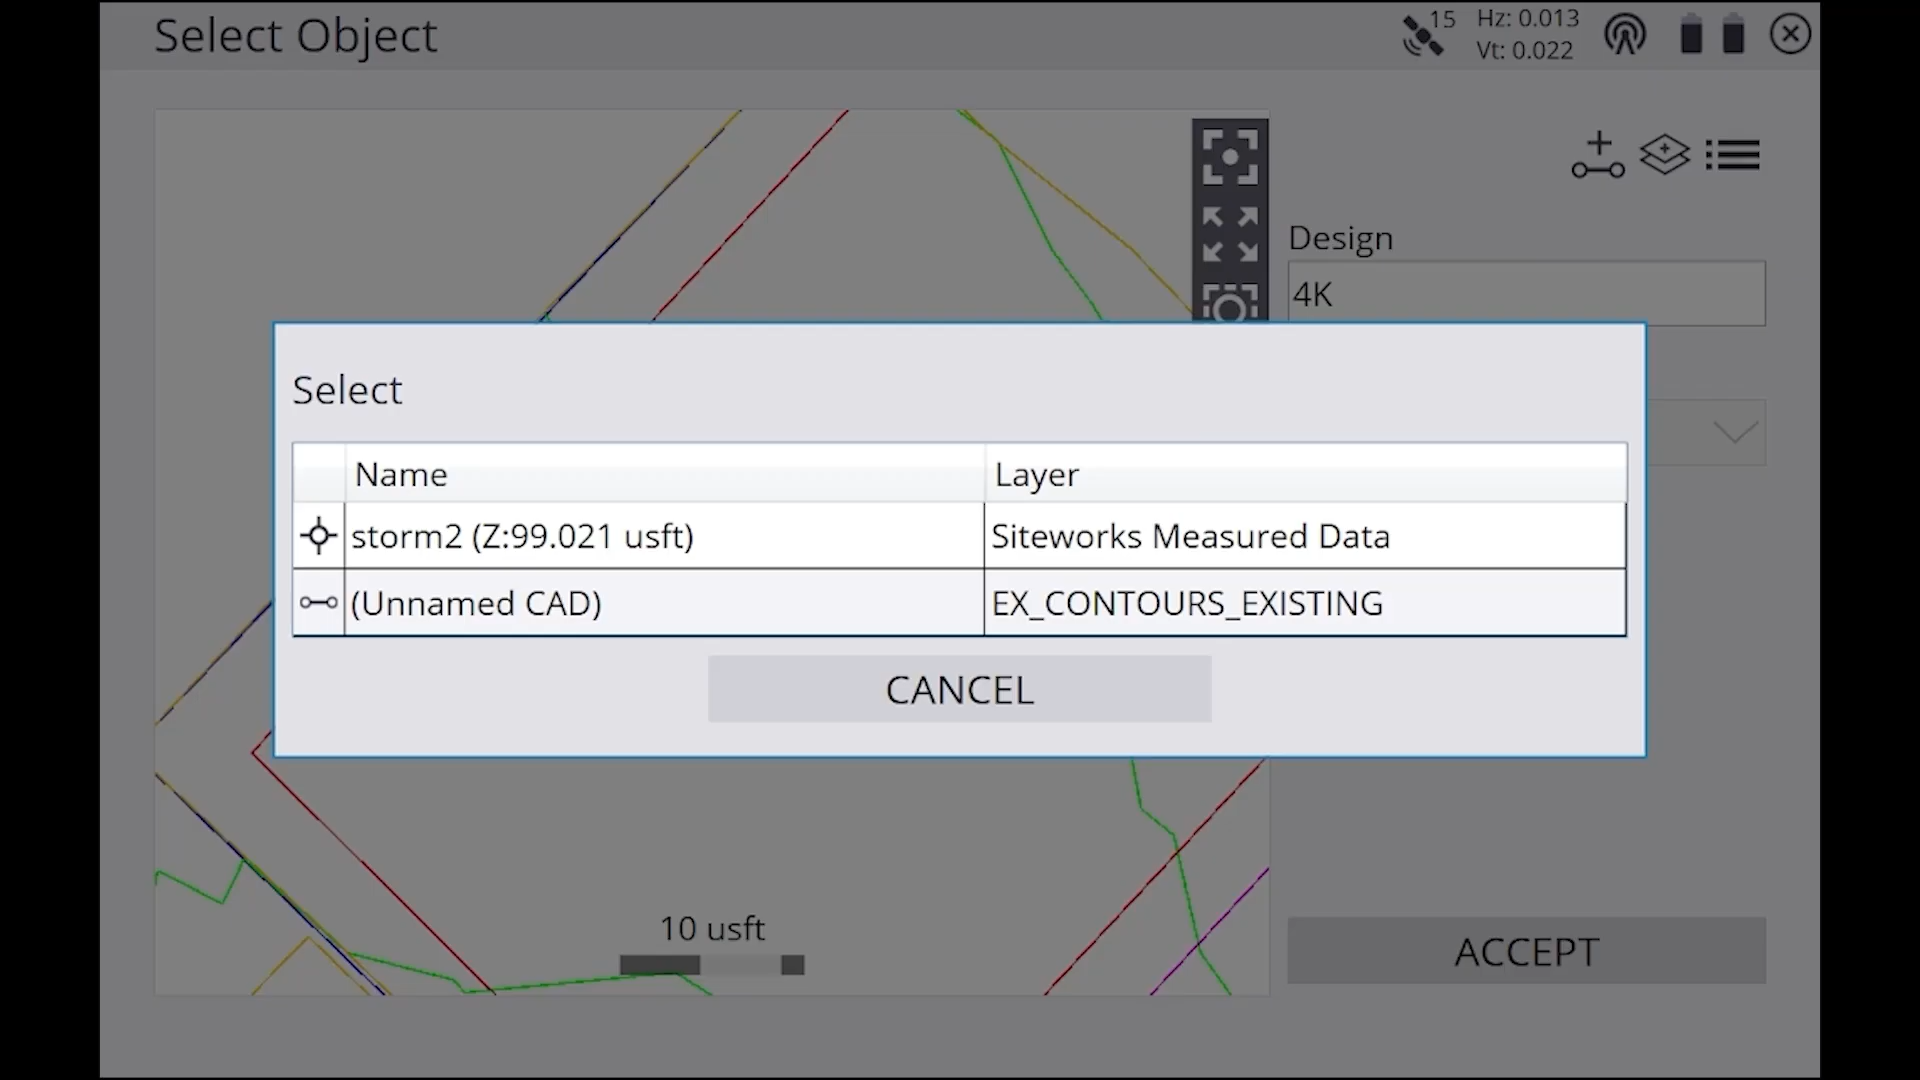 Select Object
15
Hz: 0.013
Vt: 0.022
Design
4K
Select
Name Layer
storm2 (Z:99.021 usft) Siteworks Measured Data
(Unnamed CAD) EX_CONTOURS_EXISTING
CANCEL
10 usft
ACCEPT